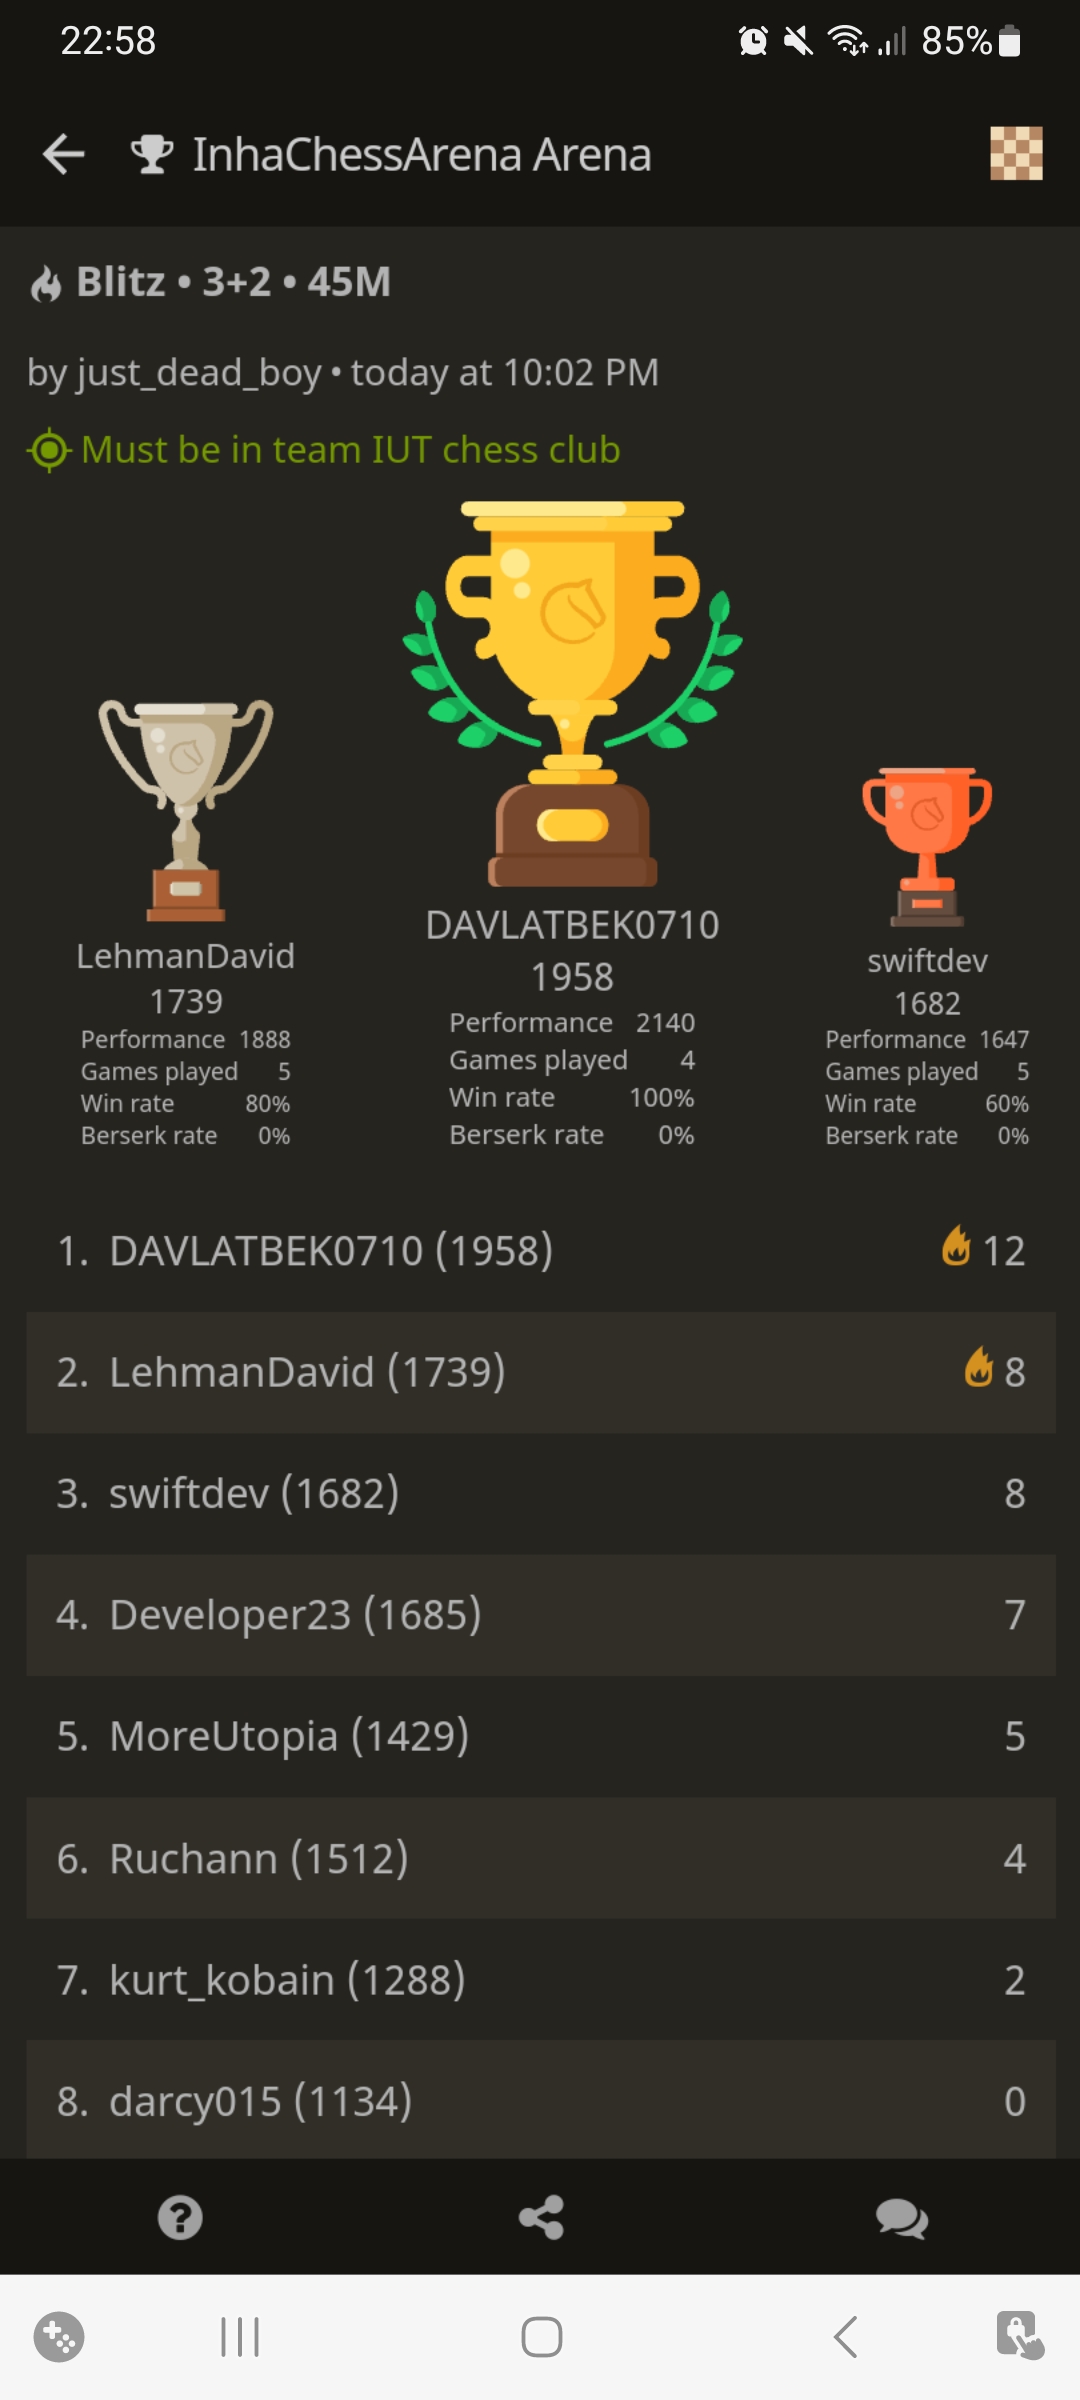 22:58
85%
InhaChessArena Arena
Blitz • 3+2 • 45M
by just_dead_boy • today at 10:02 PM
Must be in team IUT chess club
LehmanDavid
1739
Performance 1888
Games played 5
Win rate 80%
Berserk rate 0%
DAVLATBEK0710
1958
Performance 2140
Games played 4
Win rate 100%
Berserk rate 0%
swiftdev
1682
Performance 1647
Games played 5
Win rate 60%
Berserk rate 0%
1. DAVLATBEK0710 (1958) 12
2. LehmanDavid (1739) 8
3. swiftdev (1682) 8
4. Developer23 (1685) 7
5. MoreUtopia (1429) 5
6. Ruchann (1512) 4
7. kurt_kobain (1288) 2
8. darcy015 (1134) 0